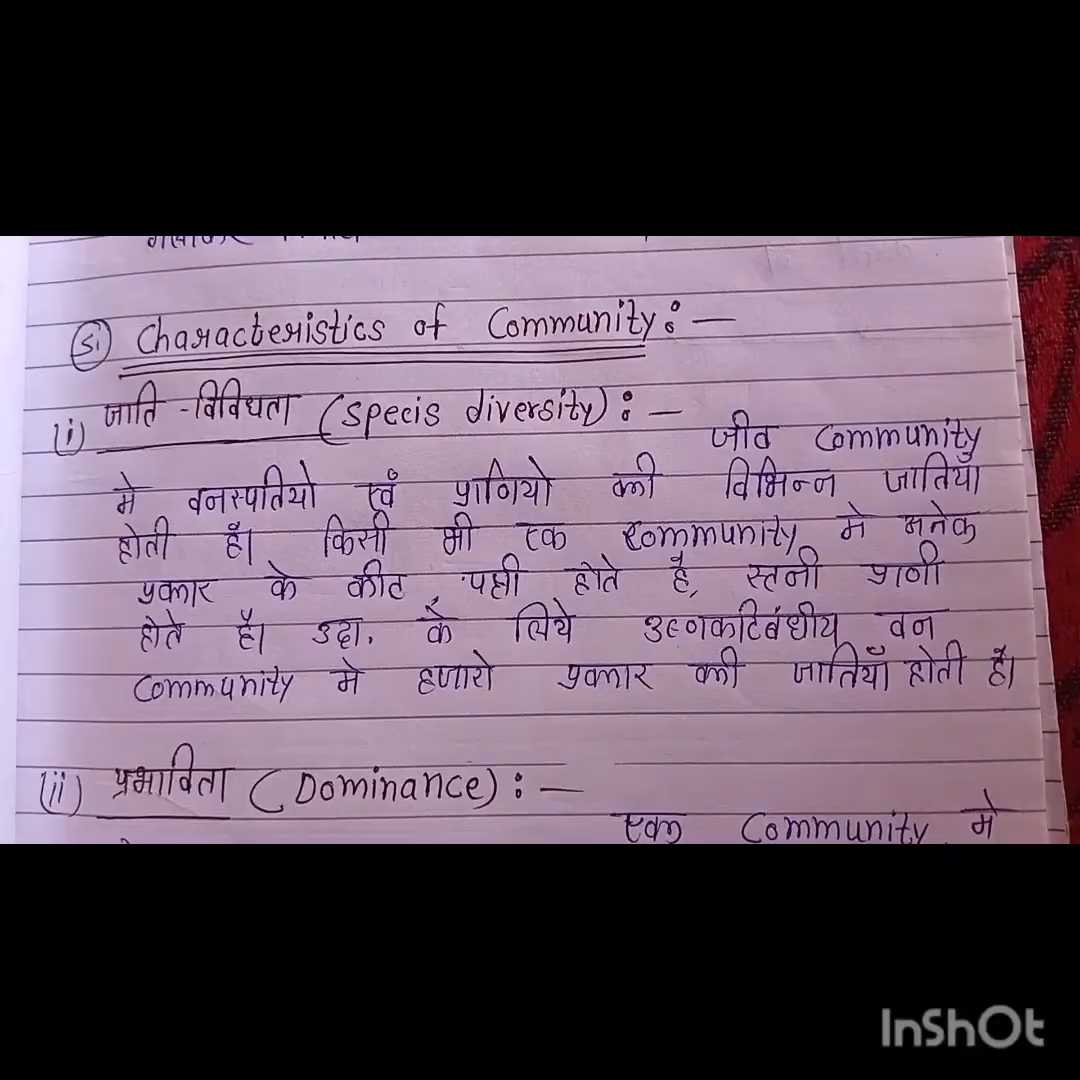 5. Characteristics of Community : —
(i) जाति - विविधता (specis diversity) : —
जीव community
मे वनस्पतियो एवं प्राणियो की विभिन्न जातियाँ
होती है। किसी भी एक community मे अनेक
प्रकार के कीट, पक्षी होते है, स्तनी प्राणी
होते है। उदा. के लिये उष्णकटिबंधीय वन
community मे हजारो प्रकार की जातियाँ होती है।
(ii) प्रभाविता (Dominance) : —
एक Community मे
InShOt